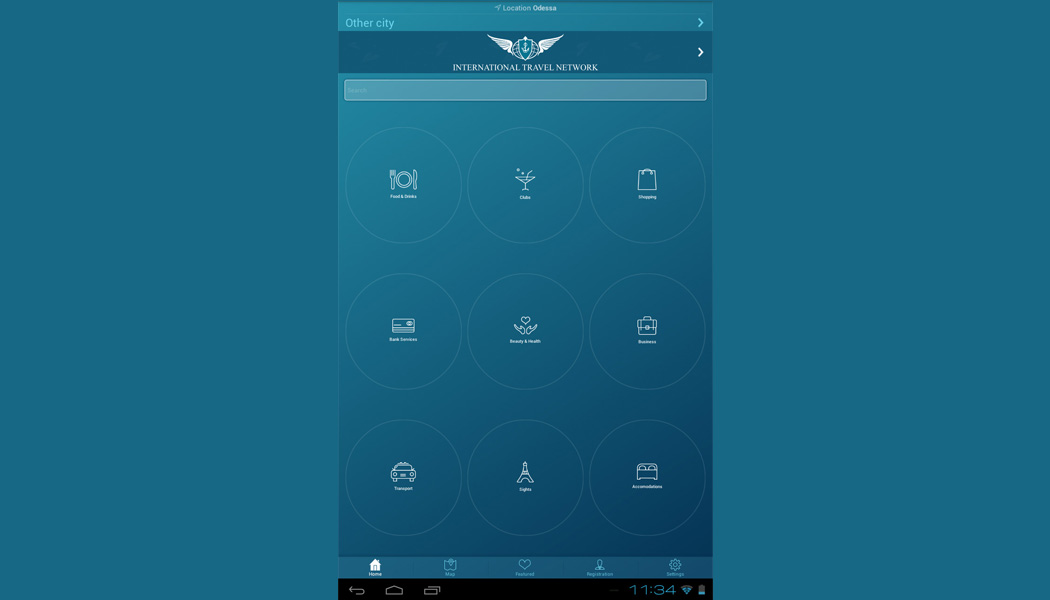 Location Odessa
Other city
INTERNATIONAL TRAVEL NETWORK
Search
Food & Drinks
Clubs
Shopping
Bank Services
Beauty & Health
Business
Transport
Sights
Accomodations
Home
Map
Featured
Registration
Settings
11:34